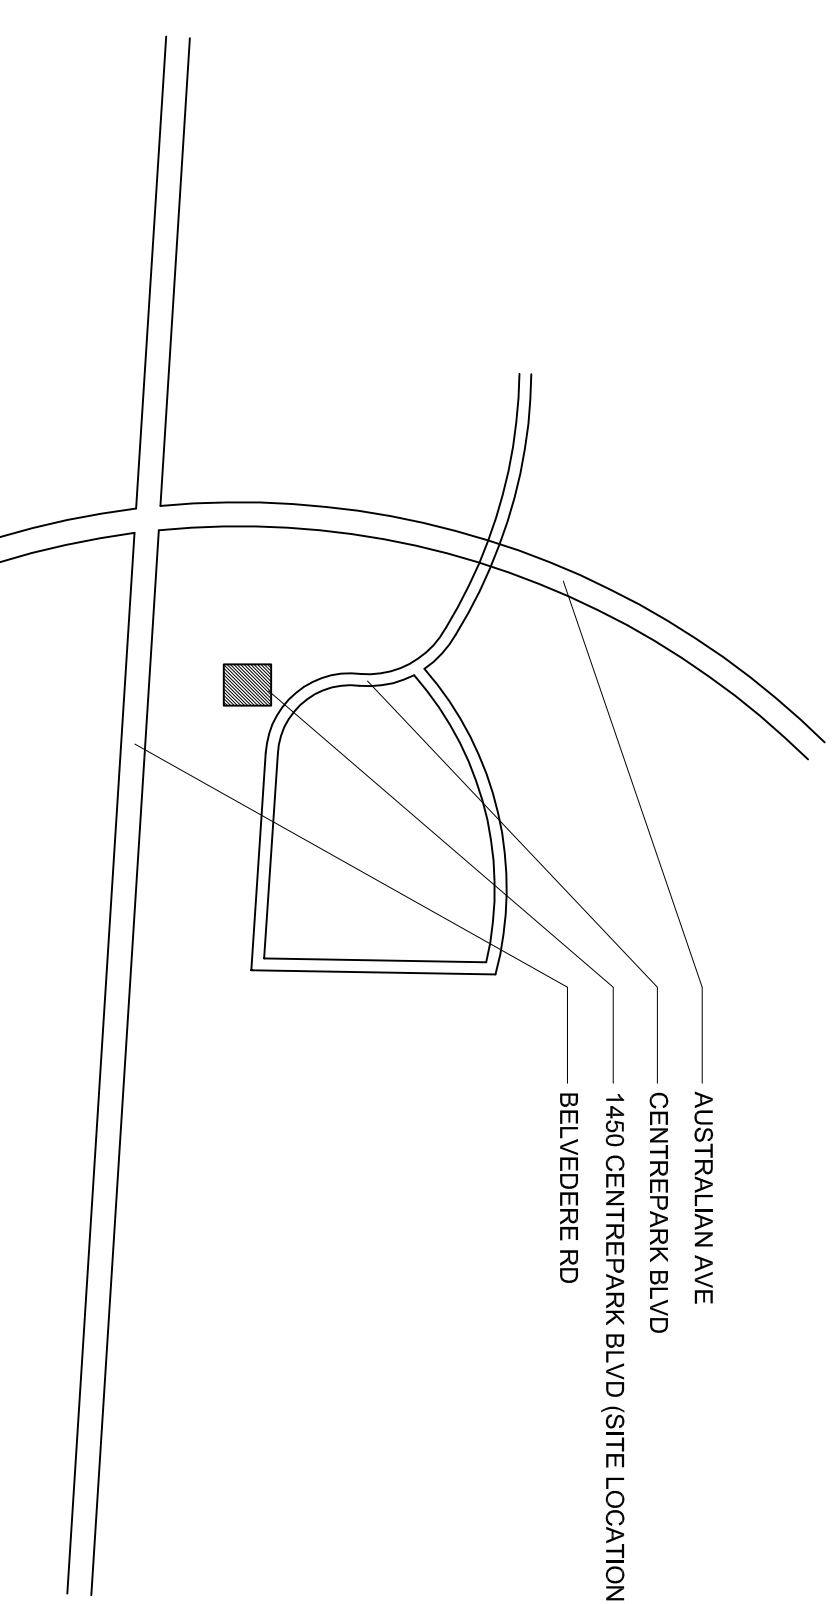 AUSTRALIAN AVE
CENTREPARK BLVD
1450 CENTREPARK BLVD (SITE LOCATION
BELVEDERE RD